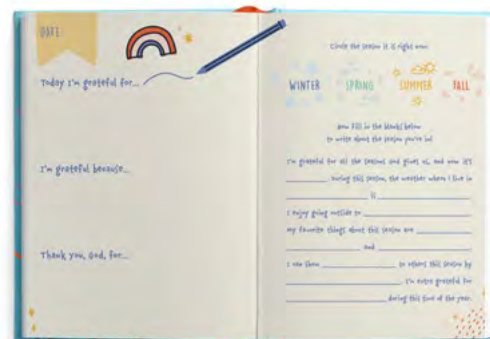 DATE
Today I'm grateful for...
I'm grateful because...
Thank you, God, for...
Circle the season it is right now.
WINTER SPRING SUMMER FALL
Now fill in the blanks below
to write about the season you're in!
I'm grateful for all the seasons God gives us, and now it's
. During this season, the weather where I live in
is
I enjoy going outside to
My favorite things about this season are
and
I can show to others this season by
. I'm extra grateful for
during this time of the year.